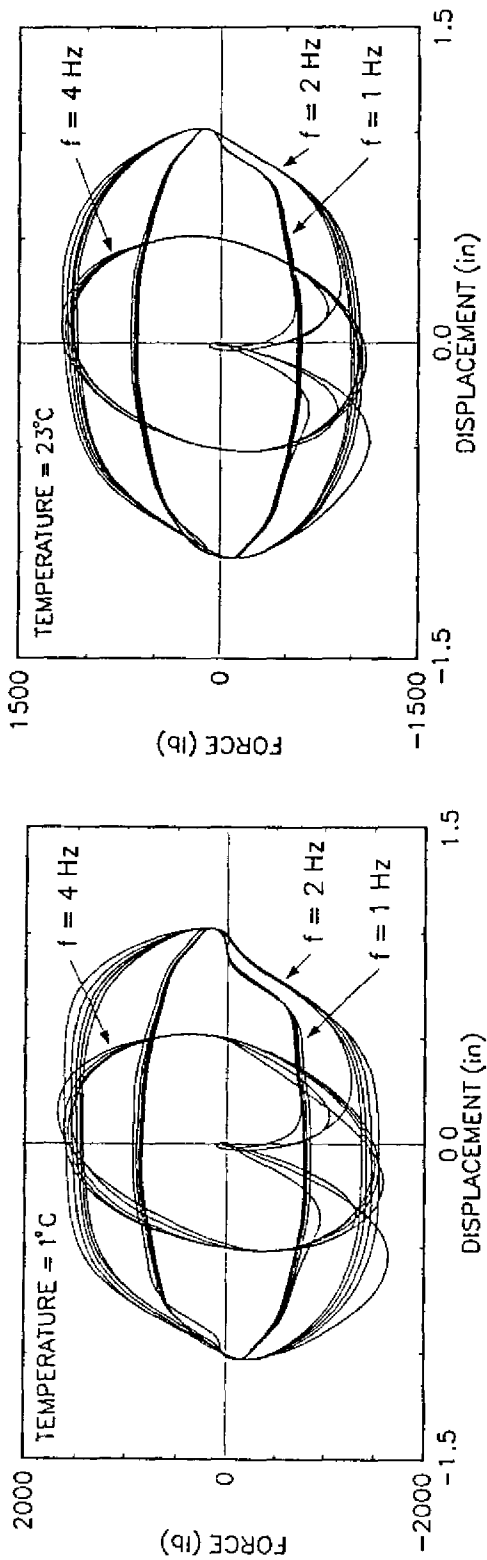 TEMPERATURE = 1°C
FORCE (lb)
2000
0
-2000
-1.5
0 0
1.5
DISPLACEMENT (in)
f = 4 Hz
f = 2 Hz
f = 1 Hz
TEMPERATURE = 23°C
FORCE (lb)
1500
0
-1500
-1.5
0.0
1.5
DISPLACEMENT (in)
f = 4 Hz
f = 2 Hz
f = 1 Hz